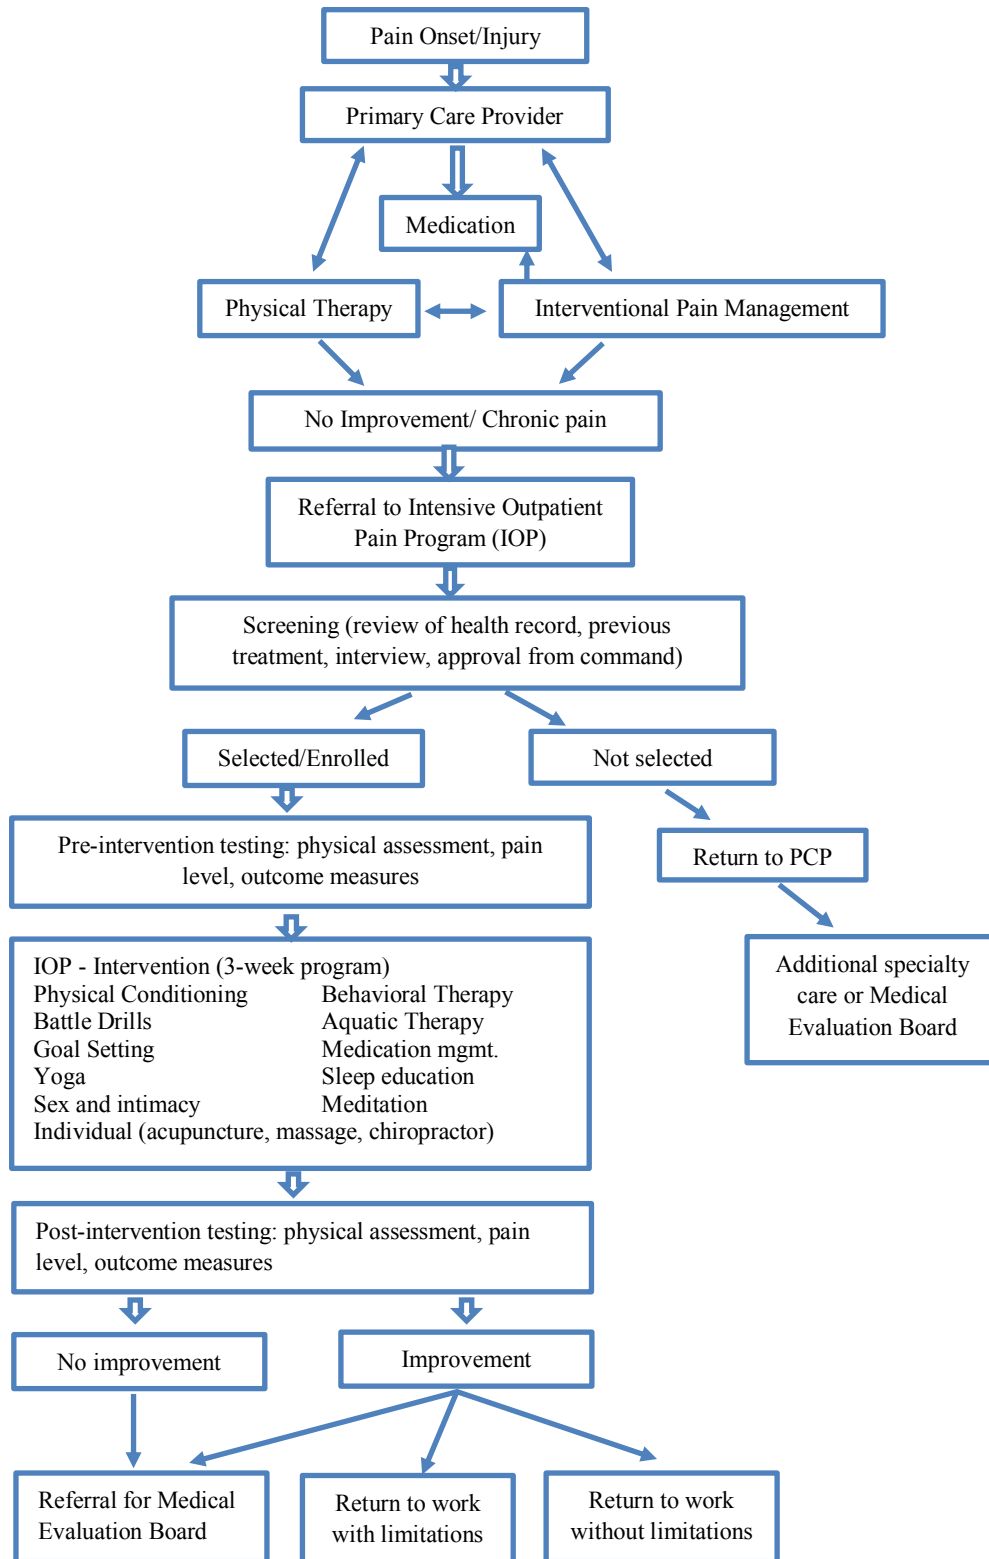 Pain Onset/Injury
Primary Care Provider
Medication
Physical Therapy
Interventional Pain Management
No Improvement/ Chronic pain
Referral to Intensive Outpatient
Pain Program (IOP)
Screening (review of health record, previous
treatment, interview, approval from command)
Selected/Enrolled
Not selected
Pre-intervention testing: physical assessment, pain
level, outcome measures
Return to PCP
Additional specialty
care or Medical
Evaluation Board
IOP - Intervention (3-week program)
Physical Conditioning Behavioral Therapy
Battle Drills Aquatic Therapy
Goal Setting Medication mgmt.
Yoga Sleep education
Sex and intimacy Meditation
Individual (acupuncture, massage, chiropractor)
Post-intervention testing: physical assessment, pain
level, outcome measures
No improvement
Improvement
Referral for Medical
Evaluation Board
Return to work
with limitations
Return to work
without limitations